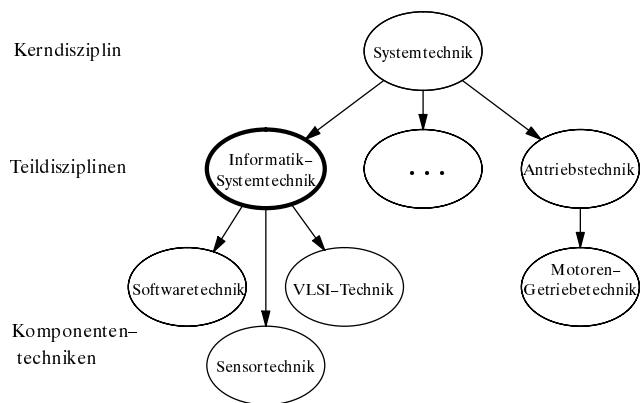 Kerndisziplin
Systemtechnik
Teildisziplinen
Informatik–
Systemtechnik
. . .
Antriebstechnik
Softwaretechnik
VLSI–Technik
Motoren–
Getriebetechnik
Komponenten–
techniken
Sensortechnik